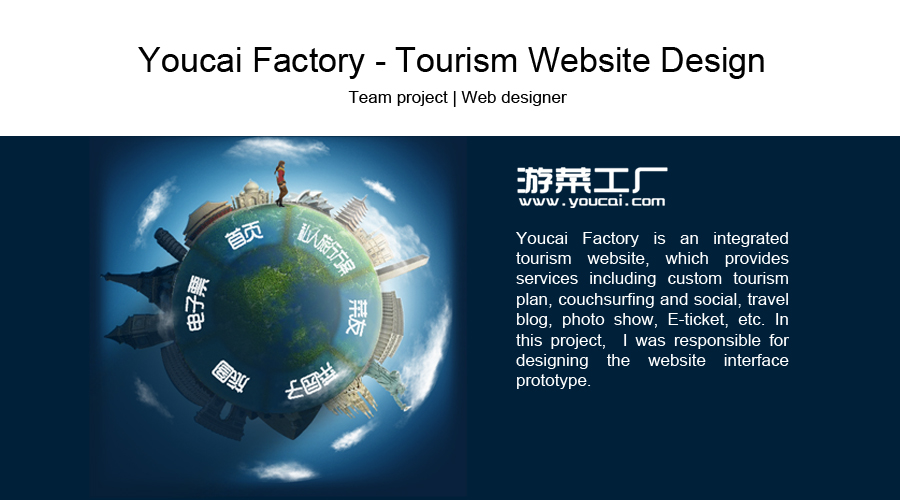 Youcai Factory - Tourism Website Design
Team project | Web designer
游菜工厂
www.youcai.com
首页
私人旅行方案
电子票
菜友
旅图
菜园子
Youcai Factory is an integrated
tourism website, which provides
services including custom tourism
plan, couchsurfing and social, travel
blog, photo show, E-ticket, etc. In
this project, I was responsible for
designing the website interface
prototype.